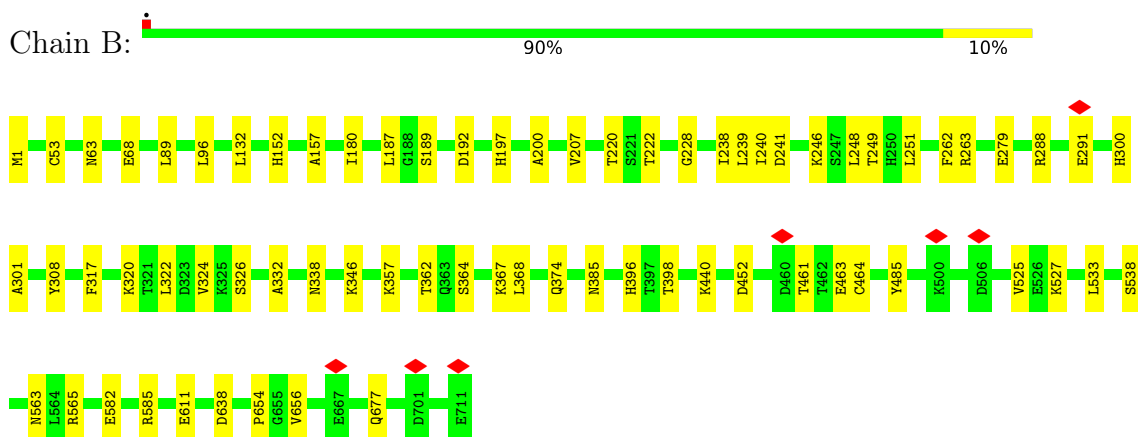 Chain B:
90%
10%
M1 C53 N63 E68 L89 L96 L132 H152 A157 I180 L187 G188 S189 D192 H197 A200 V207 T220 S221 T222 G228 I238 L239 I240 D241 K246 S247 L248 T249 H250 L251 F262 R263 E279 R288 E291 H300
A301 Y308 F317 K320 T321 L322 D323 V324 K325 S326 A332 N338 K346 K357 T362 Q363 S364 K367 L368 Q374 N385 H396 T397 T398 K440 D452 D460 T461 T462 E463 C464 Y485 K500 D506 V525 E526 K527 L533 S538
N563 L564 R565 E582 R585 E611 D638 P654 G655 V656 E667 Q677 D701 E711